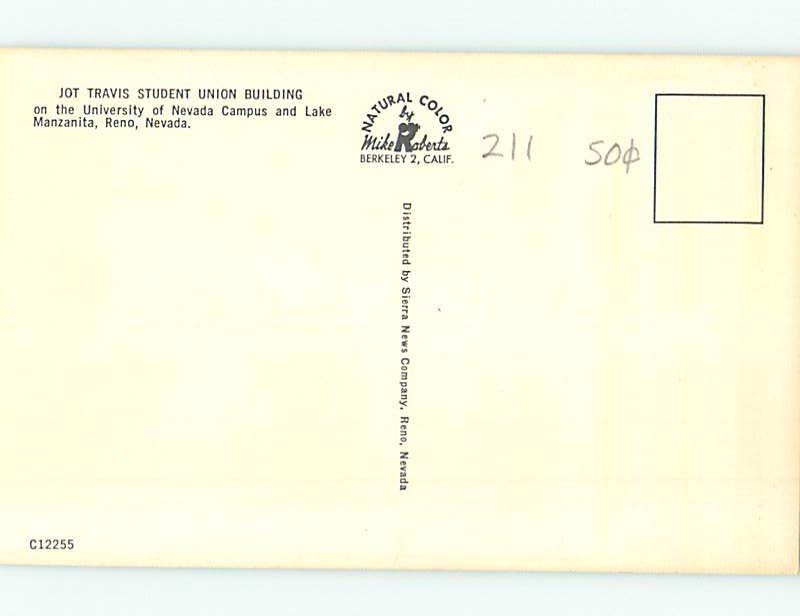 JOT TRAVIS STUDENT UNION BUILDING
on the University of Nevada Campus and Lake
Manzanita, Reno, Nevada.
NATURAL COLOR
by
Mike Roberts
BERKELEY 2, CALIF.
211
50¢
Distributed by Sierra News Company, Reno, Nevada
C12255